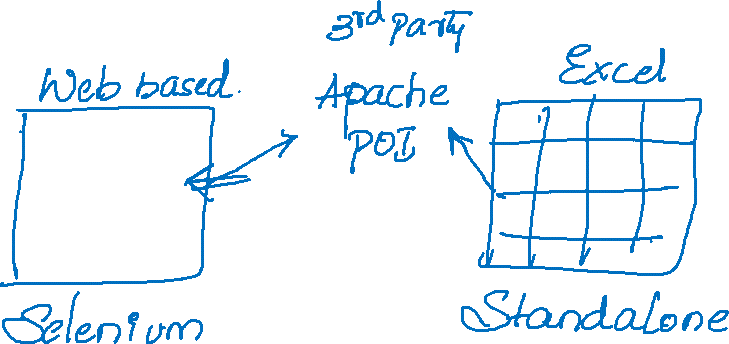 3rd party
Web based.
Apache
POI
Excel
Selenium
Standalone